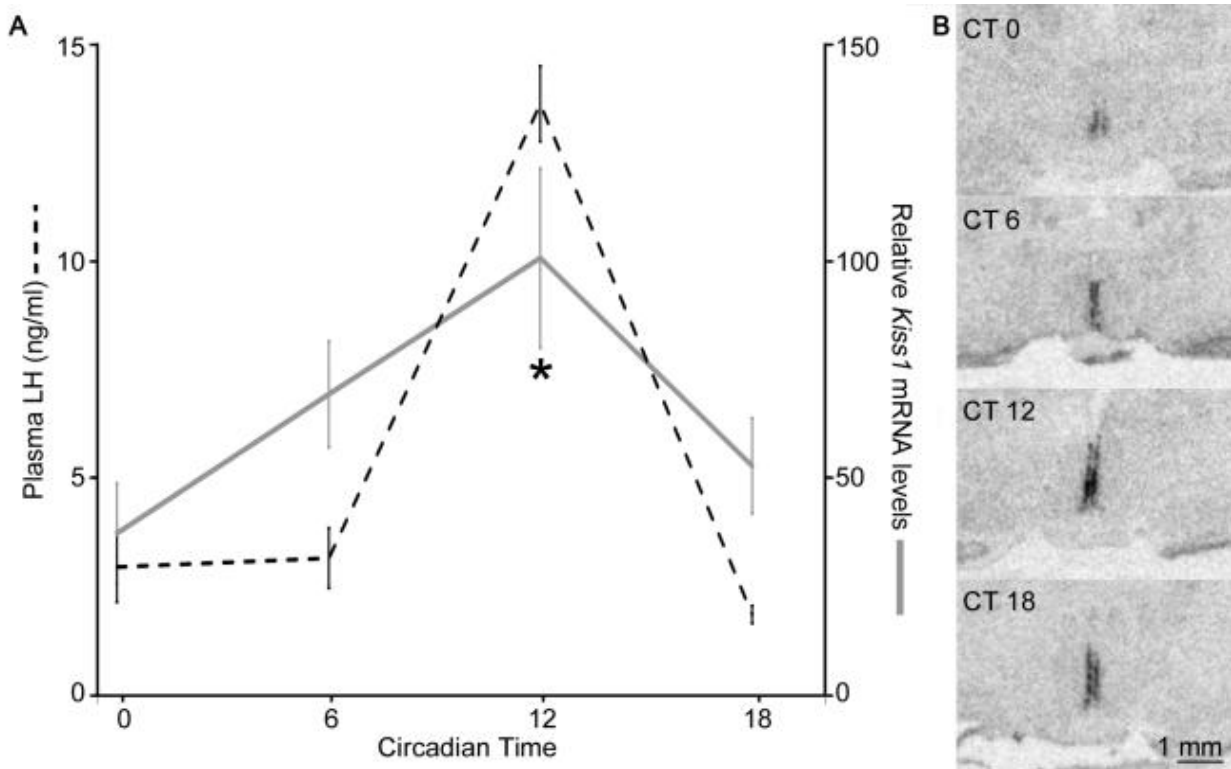 A
15
10
5
0
Plasma LH (ng/ml)
150
100
50
0
Relative Kiss1 mRNA levels
*
0 6 12 18
Circadian Time
B
CT 0
CT 6
CT 12
CT 18
1 mm